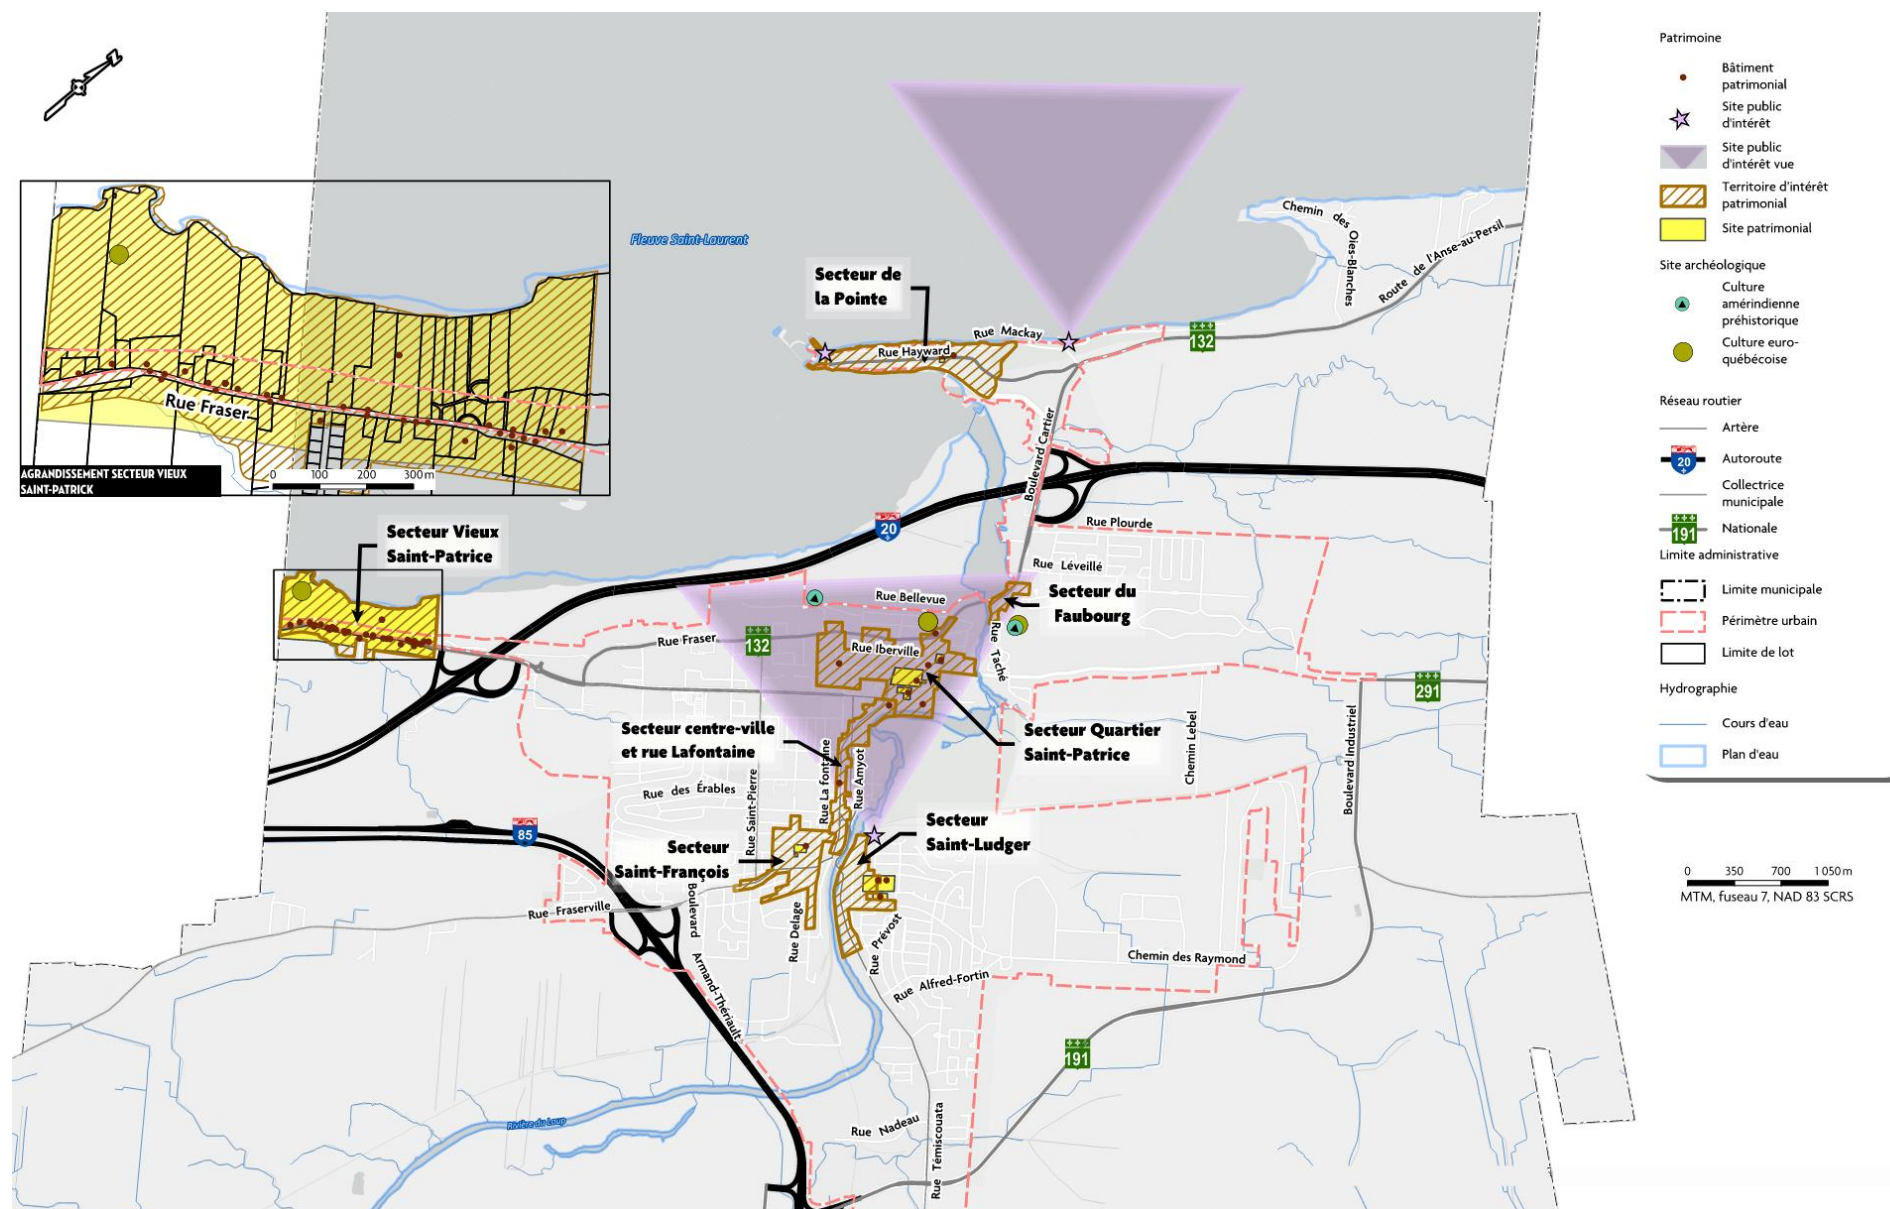 Patrimoine
Bâtiment
patrimonial
Site public
d'intérêt
Site public
d'intérêt vue
Territoire d'intérêt
patrimonial
Site patrimonial
Site archéologique
Culture
amérindienne
préhistorique
Culture euro-
québécoise
Réseau routier
Artère
20
Autoroute
Collectrice
municipale
191
Nationale
Limite administrative
Limite municipale
Périmètre urbain
Limite de lot
Hydrographie
Cours d'eau
Plan d'eau
0 350 700 1 050 m
MTM, fuseau 7, NAD 83 SCRS
Rue Fraser
AGRANDISSEMENT SECTEUR VIEUX
SAINT-PATRICK
0 100 200 300 m
Fleuve Saint-Laurent
Chemin des
Oies-Blanches
Route de l'Anse-au-Persil
Secteur de
la Pointe
Rue Mackay
Rue Hayward
132
Boulevard Cartier
20
Rue Plourde
Secteur Vieux
Saint-Patrice
Rue Léveillé
Rue Bellevue
Secteur du
Faubourg
Rue Fraser
132
Rue Iberville
Rue Taché
291
Secteur centre-ville
et rue Lafontaine
Secteur Quartier
Saint-Patrice
Chemin Lebel
Boulevard Industriel
Rue La fontaine
Rue Amyot
Rue des Érables
Rue Saint-Pierre
85
Secteur
Saint-Ludger
Secteur
Saint-François
Rue Fraserville
Boulevard
Armand-Thériault
Rue Delage
Rue Prévost
Chemin des Raymond
Rue Alfred-Fortin
191
Rivière du Loup
Rue Nadeau
Rue Témiscouata